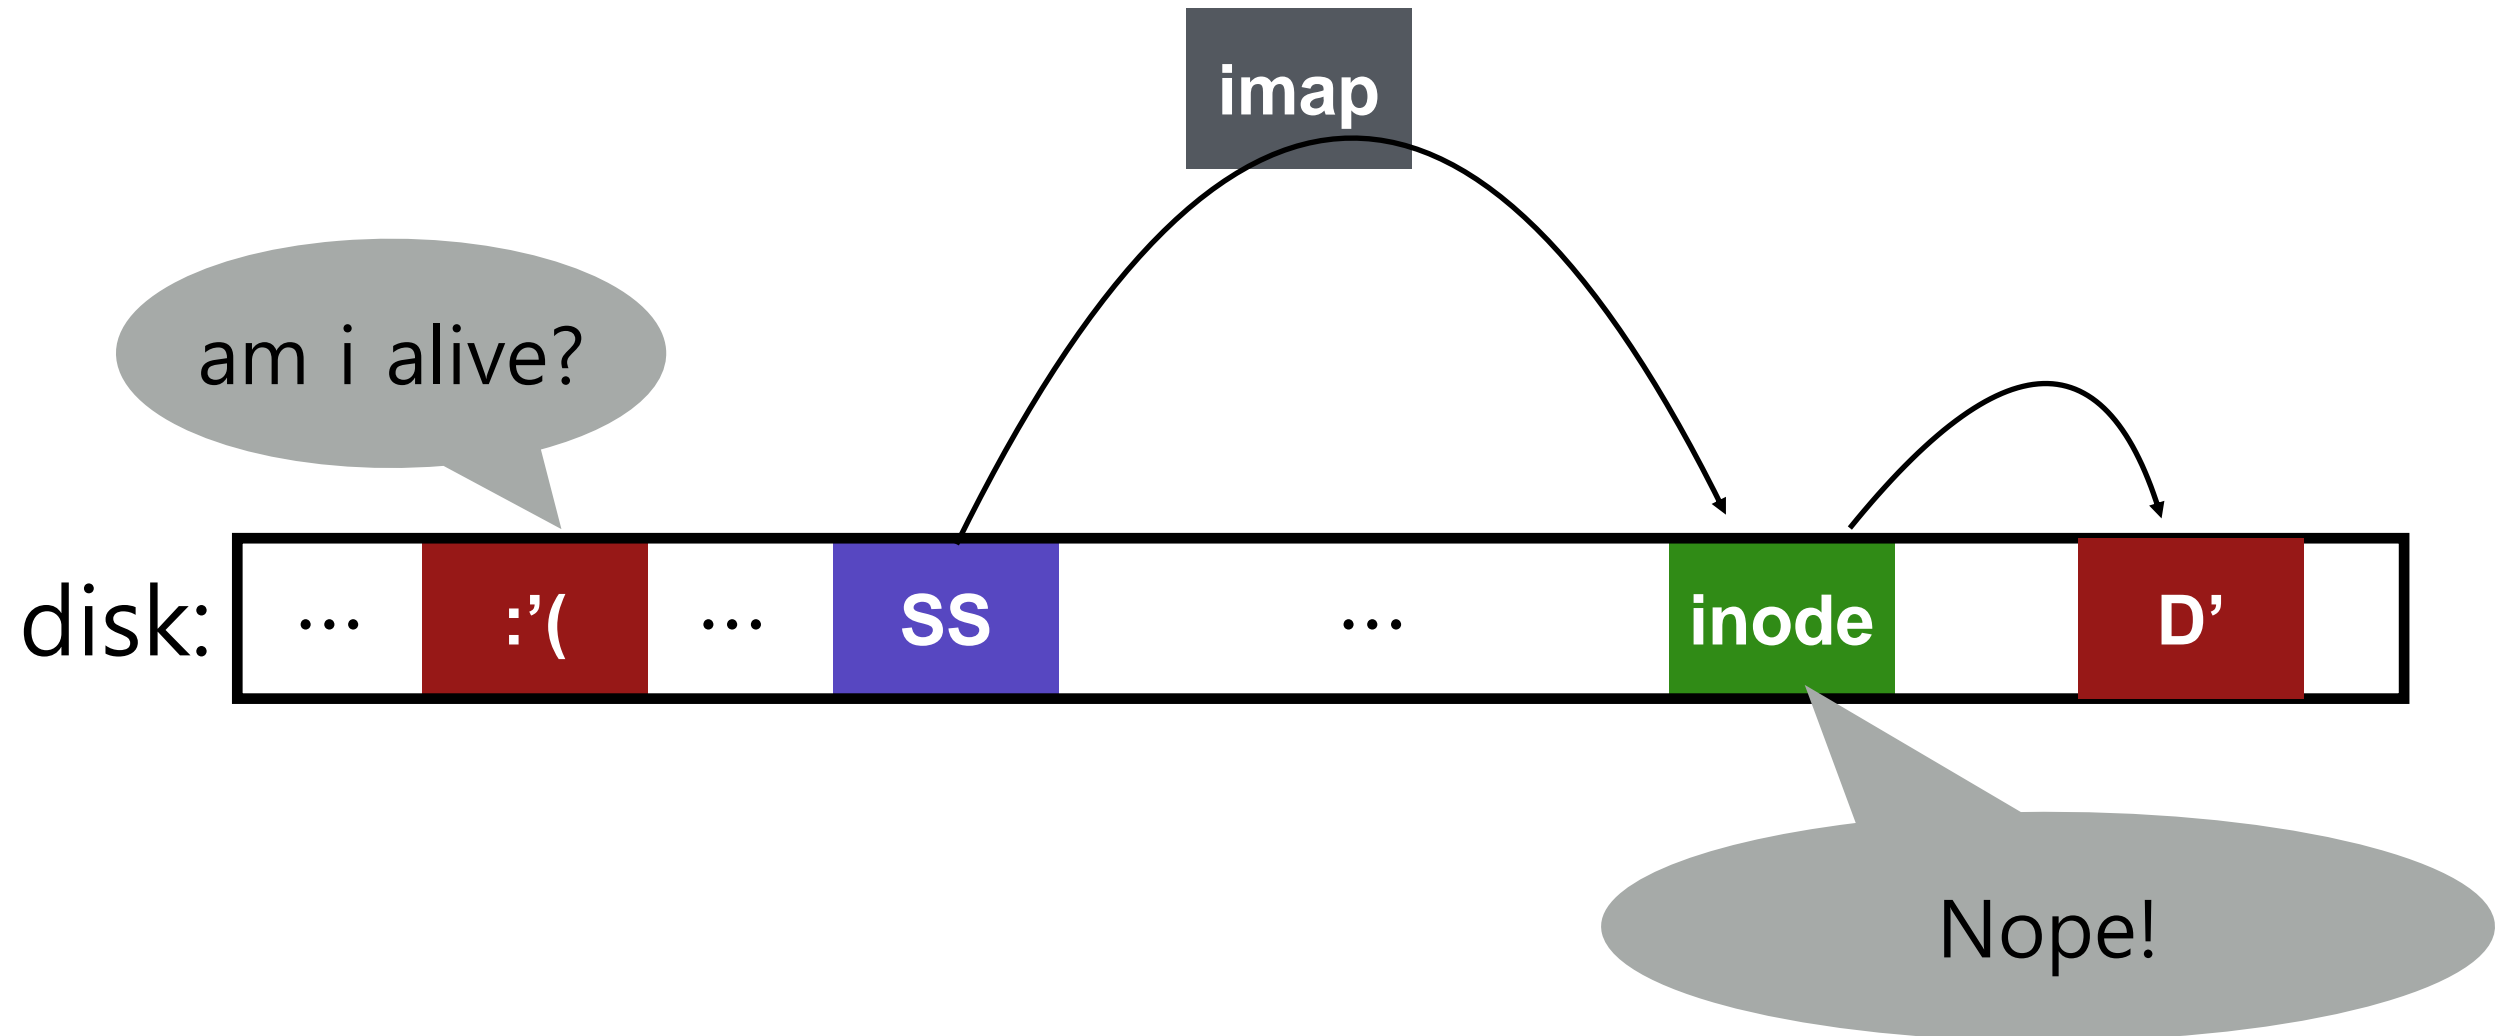 imap
am i alive?
disk: ... :’( ... SS ... inode D’
Nope!